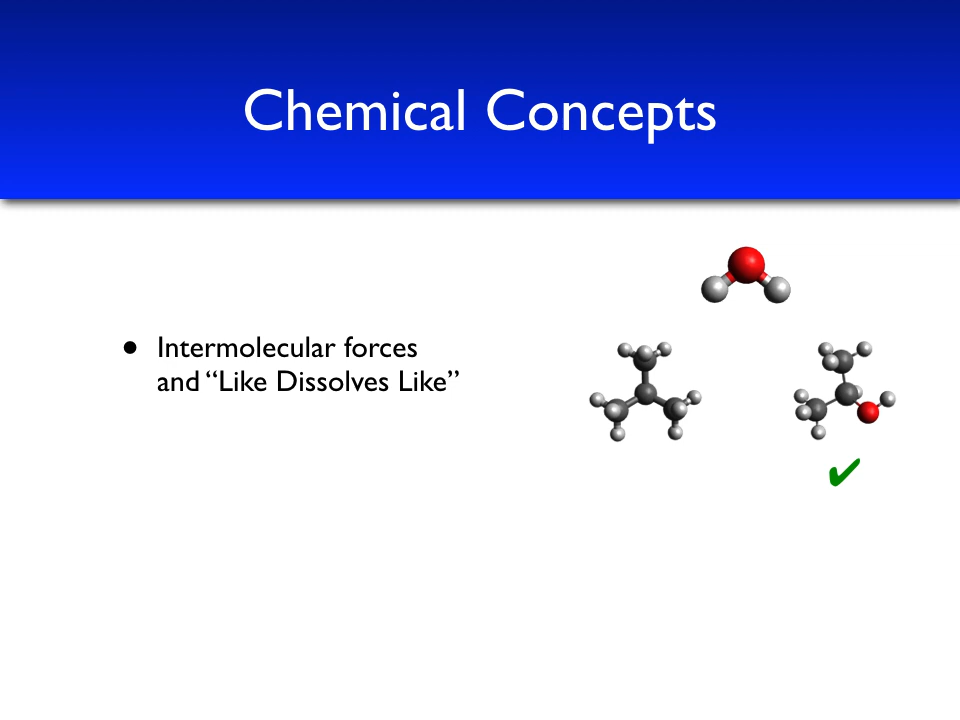 Chemical Concepts
• Intermolecular forces
and “Like Dissolves Like”
✔